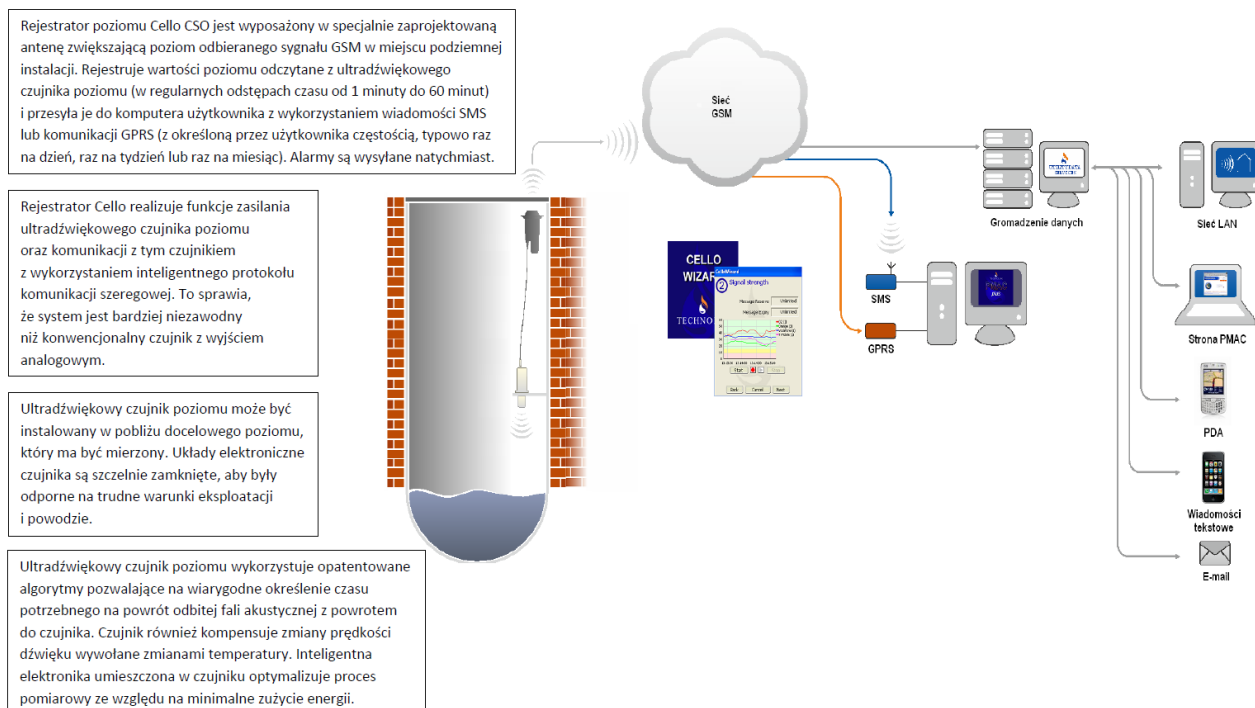 Rejestrator poziomu Cello CSO jest wyposażony w specjalnie zaprojektowaną
antenę zwiększającą poziom odbieranego sygnału GSM w miejscu podziemnej
instalacji. Rejestruje wartości poziomu odczytane z ultradźwiękowego
czujnika poziomu (w regularnych odstępach czasu od 1 minuty do 60 minut)
i przesyła je do komputera użytkownika z wykorzystaniem wiadomości SMS
lub komunikacji GPRS (z określoną przez użytkownika częstością, typowo raz
na dzień, raz na tydzień lub raz na miesiąc). Alarmy są wysyłane natychmiast.
Rejestrator Cello realizuje funkcje zasilania
ultradźwiękowego czujnika poziomu
oraz komunikacji z tym czujnikiem
z wykorzystaniem inteligentnego protokołu
komunikacji szeregowej. To sprawia,
że system jest bardziej niezawodny
niż konwencjonalny czujnik z wyjściem
analogowym.
Ultradźwiękowy czujnik poziomu może być
instalowany w pobliżu docelowego poziomu,
który ma być mierzony. Układy elektroniczne
czujnika są szczelnie zamknięte, aby były
odporne na trudne warunki eksploatacji
i powodzie.
Ultradźwiękowy czujnik poziomu wykorzystuje opatentowane
algorytmy pozwalające na wiarygodne określenie czasu
potrzebnego na powrót odbitej fali akustycznej z powrotem
do czujnika. Czujnik również kompensuje zmiany prędkości
dźwięku wywołane zmianami temperatury. Inteligentna
elektronika umieszczona w czujniku optymalizuje proces
pomiarowy ze względu na minimalne zużycie energii.
Sieć
GSM
CELLO
WIZAR
TECHNO
2 Signal strength
Back Cancel Next
SMS
GPRS
PMAC
Gromadzenie danych
Sieć LAN
Strona PMAC
PDA
Wiadomości
tekstowe
E-mail